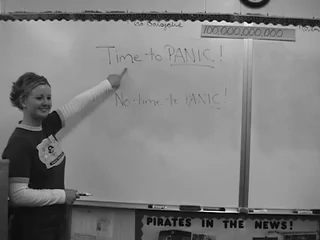 100,000,000,000
Time to PANIC!
No time to PANIC!
PIRATES IN THE NEWS!